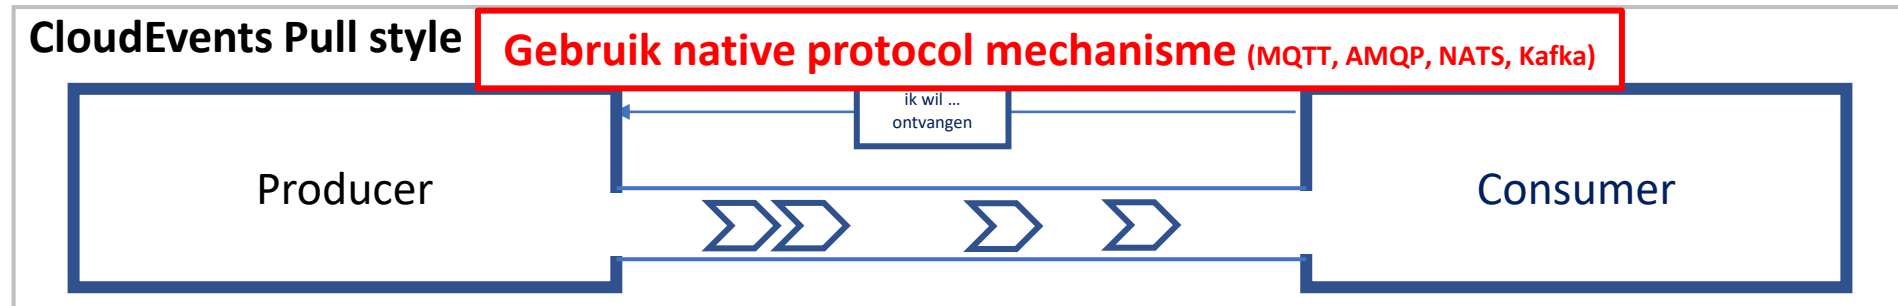 CloudEvents Pull style
Gebruik native protocol mechanisme (MQTT, AMQP, NATS, Kafka)
ik wil ...
ontvangen
Producer
Consumer